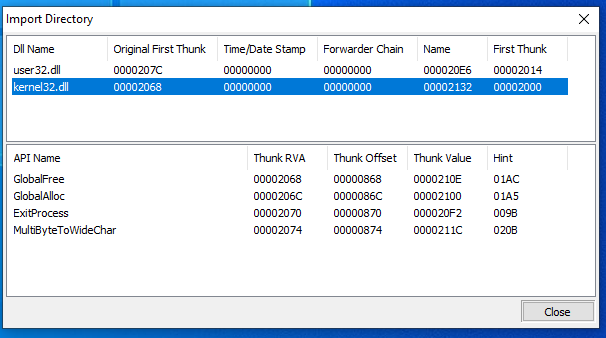 Import Directory
Dll Name Original First Thunk Time/Date Stamp Forwarder Chain Name First Thunk
user32.dll 0000207C 00000000 00000000 000020E6 00002014
kernel32.dll 00002068 00000000 00000000 00002132 00002000
API Name Thunk RVA Thunk Offset Thunk Value Hint
GlobalFree 00002068 00000868 0000210E 01AC
GlobalAlloc 0000206C 0000086C 00002100 01A5
ExitProcess 00002070 00000870 000020F2 009B
MultiByteToWideChar 00002074 00000874 0000211C 020B
Close